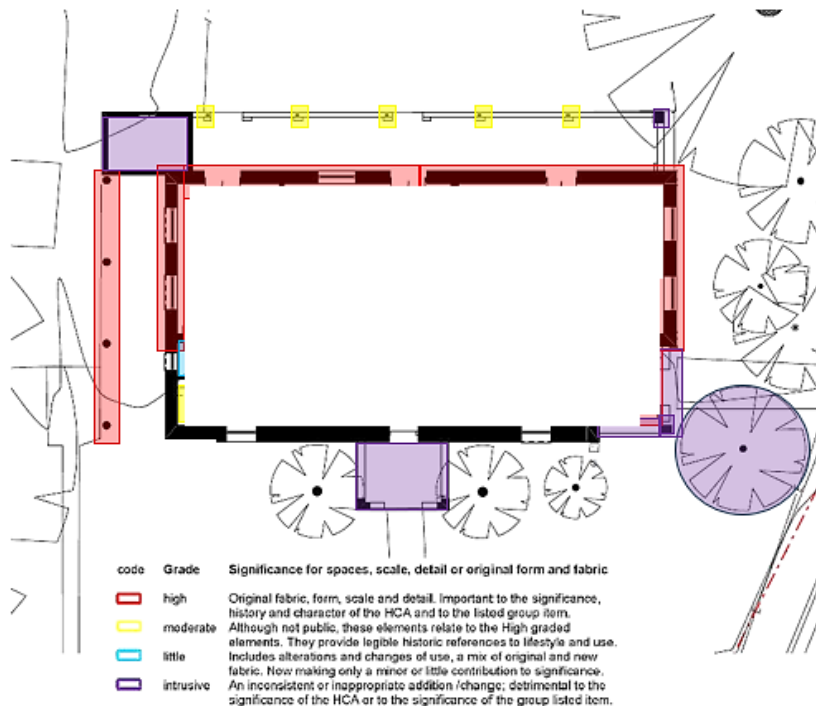 code Grade Significance for spaces, scale, detail or original form and fabric
high Original fabric, form, scale and detail. Important to the significance,
history and character of the HCA and to the listed group item.
moderate Although not public, these elements relate to the High graded
elements. They provide legible historic references to lifestyle and use.
little Includes alterations and changes of use, a mix of original and new
fabric. Now making only a minor or little contribution to significance.
intrusive An inconsistent or inappropriate addition /change; detrimental to the
significance of the HCA or to the significance of the group listed item.